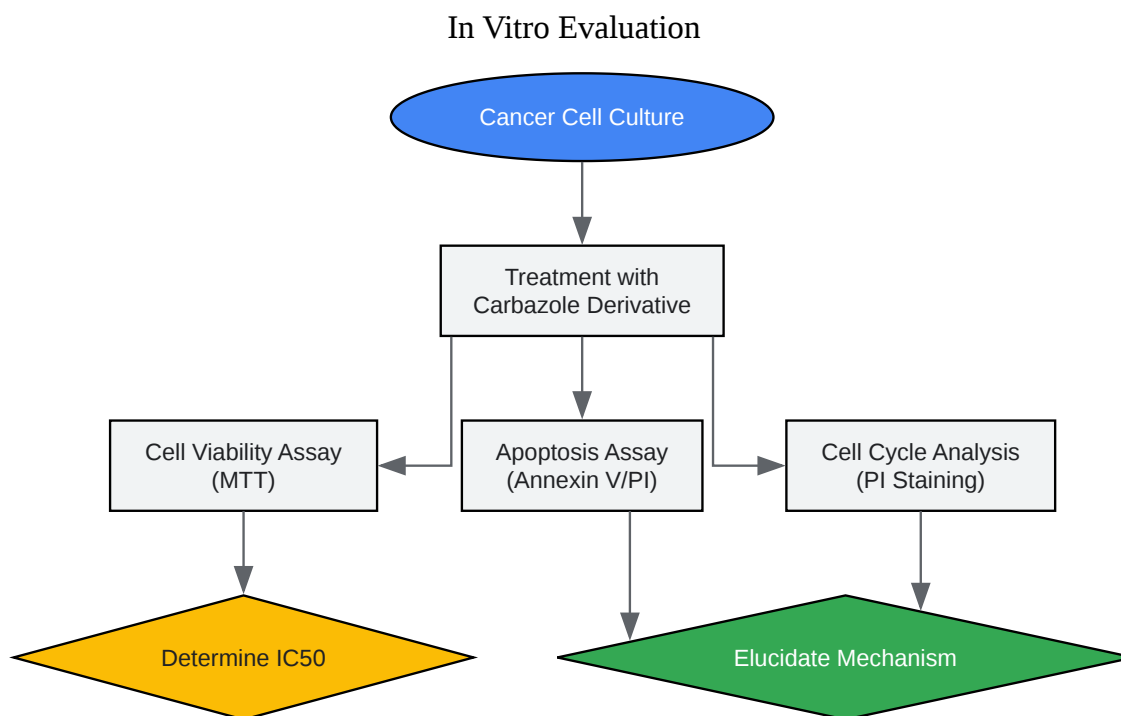 In Vitro Evaluation
Cancer Cell Culture
Treatment with
Carbazole Derivative
Cell Viability Assay
(MTT)
Apoptosis Assay
(Annexin V/PI)
Cell Cycle Analysis
(PI Staining)
Determine IC50
Elucidate Mechanism